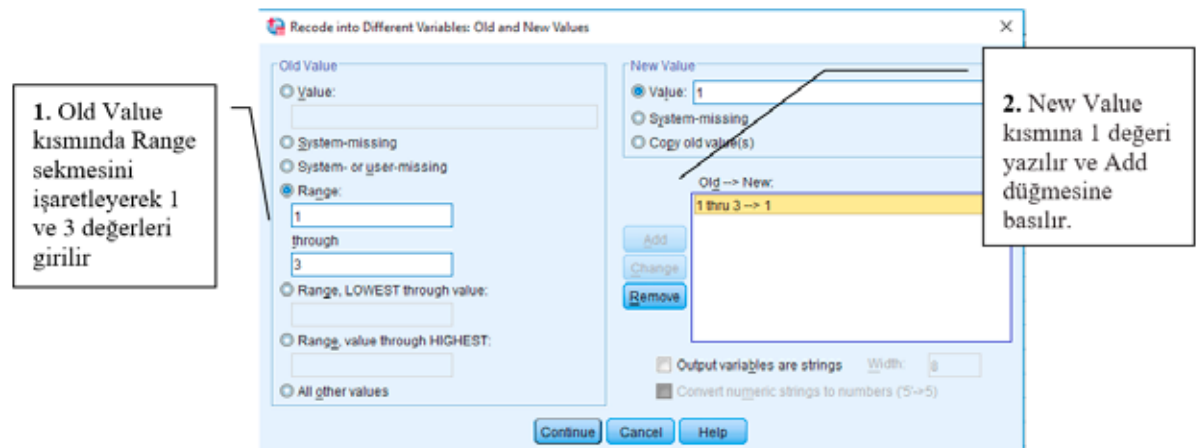 Recode into Different Variables: Old and New Values
1. Old Value
kısmında Range
sekmesini
işaretleyerek 1
ve 3 değerleri
girilir
Old Value
Value:
System-missing
System- or user-missing
Range:
1
through
3
Range, LOWEST through value:
Range, value through HIGHEST:
All other values
New Value
Value: 1
System-missing
Copy old value(s)
Old --> New:
1 thru 3 --> 1
Add
Change
Remove
Output variables are strings Width: 8
Convert numeric strings to numbers ('5'->5)
Continue Cancel Help
2. New Value
kısmına 1 değeri
yazılır ve Add
düğmesine
basılır.